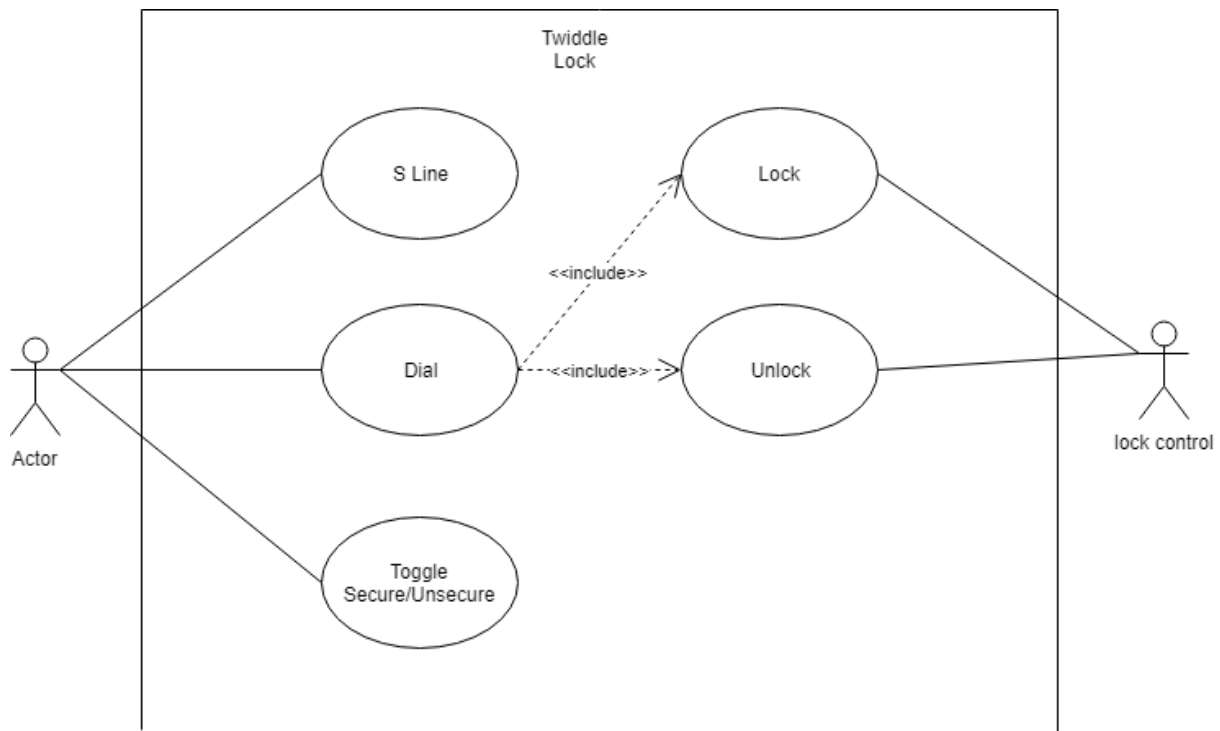 Twiddle
Lock
S Line
Lock
<<include>>
Dial
<<include>>
Unlock
Actor
lock control
Toggle
Secure/Unsecure